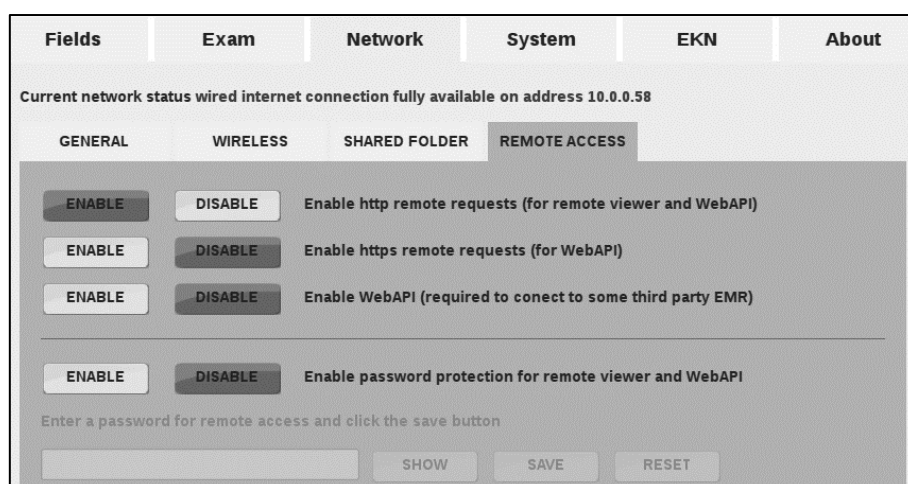 Fields Exam Network System EKN About
Current network status wired internet connection fully available on address 10.0.0.58
GENERAL WIRELESS SHARED FOLDER REMOTE ACCESS
ENABLE DISABLE Enable http remote requests (for remote viewer and WebAPI)
ENABLE DISABLE Enable https remote requests (for WebAPI)
ENABLE DISABLE Enable WebAPI (required to conect to some third party EMR)
ENABLE DISABLE Enable password protection for remote viewer and WebAPI
Enter a password for remote access and click the save button
SHOW SAVE RESET